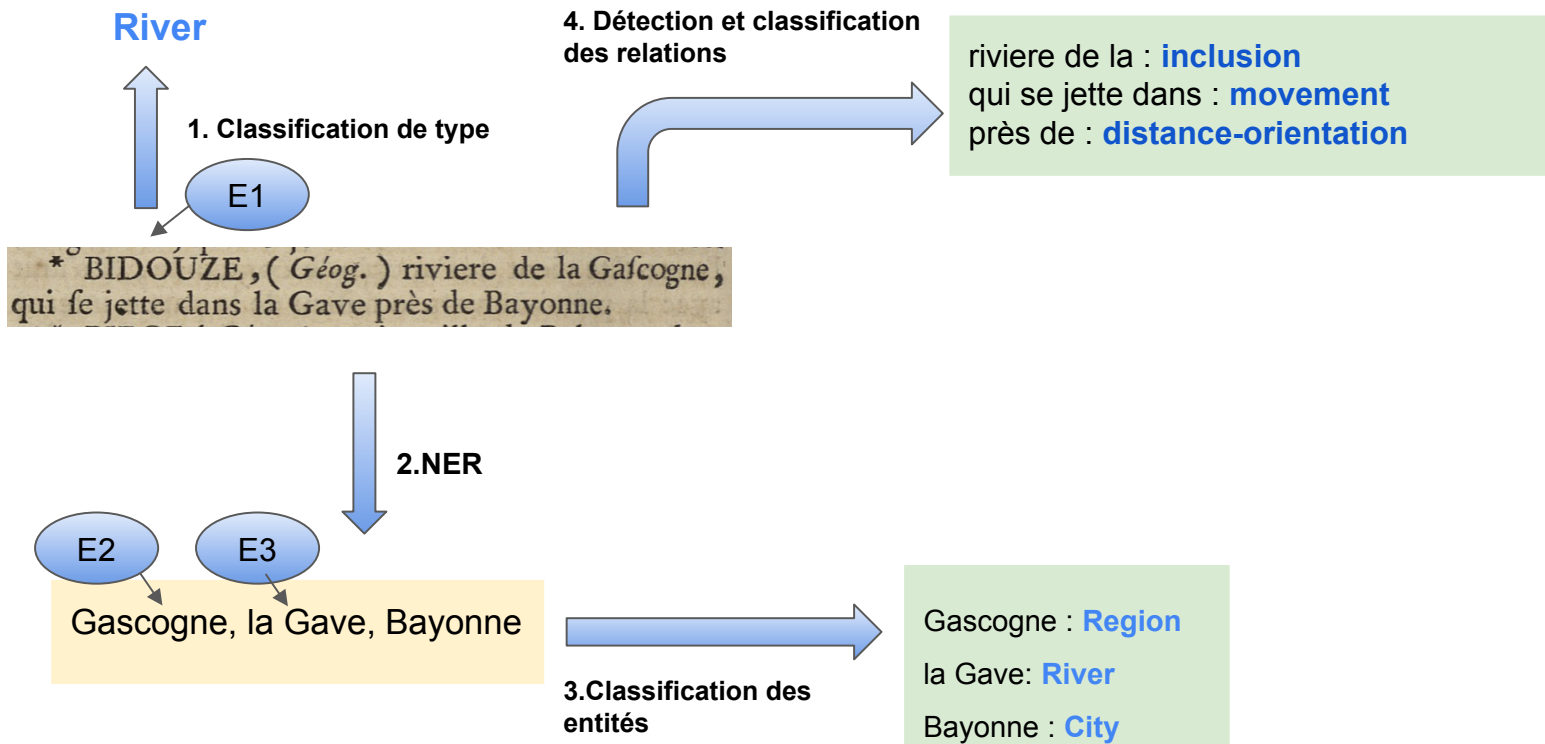 River
4. Détection et classification
des relations
riviere de la : inclusion
qui se jette dans : movement
près de : distance-orientation
1. Classification de type
E1
* BIDOUZE, ( Géog. ) riviere de la Gaſcogne,
qui ſe jette dans la Gave près de Bayonne.
2.NER
E2
E3
Gascogne, la Gave, Bayonne
3.Classification des
entités
Gascogne : Region
la Gave: River
Bayonne : City